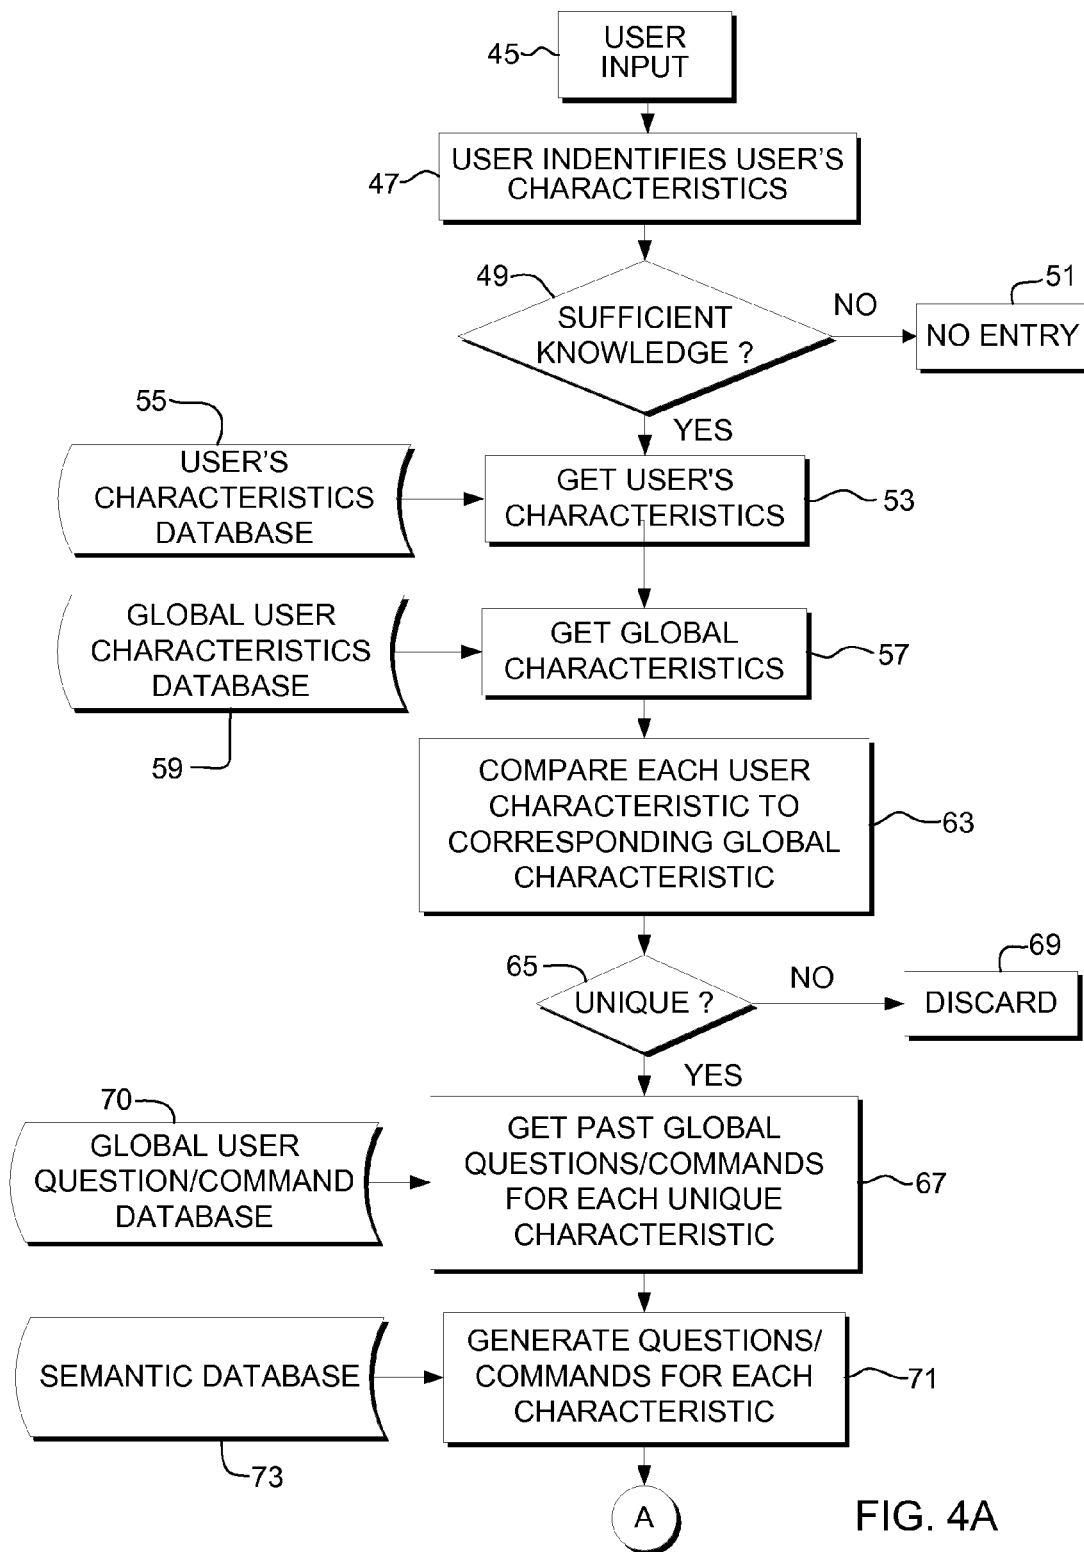 45
USER
INPUT
47
USER INDENTIFIES USER'S
CHARACTERISTICS
49
SUFFICIENT
KNOWLEDGE ?
NO
51
NO ENTRY
YES
55
USER'S
CHARACTERISTICS
DATABASE
GET USER'S
CHARACTERISTICS
53
GLOBAL USER
CHARACTERISTICS
DATABASE
59
GET GLOBAL
CHARACTERISTICS
57
COMPARE EACH USER
CHARACTERISTIC TO
CORRESPONDING GLOBAL
CHARACTERISTIC
63
65
UNIQUE ?
NO
69
DISCARD
YES
70
GLOBAL USER
QUESTION/COMMAND
DATABASE
GET PAST GLOBAL
QUESTIONS/COMMANDS
FOR EACH UNIQUE
CHARACTERISTIC
67
SEMANTIC DATABASE
73
GENERATE QUESTIONS/
COMMANDS FOR EACH
CHARACTERISTIC
71
A
FIG. 4A